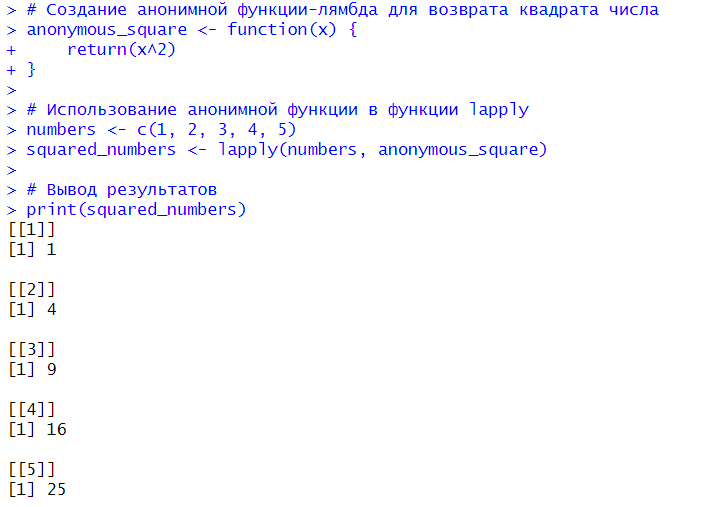 > # Создание анонимной функции-лямбда для возврата квадрата числа
> anonymous_square <- function(x) {
+     return(x^2)
+ }
>
> # Использование анонимной функции в функции lapply
> numbers <- c(1, 2, 3, 4, 5)
> squared_numbers <- lapply(numbers, anonymous_square)
>
> # Вывод результатов
> print(squared_numbers)
[[1]]
[1] 1

[[2]]
[1] 4

[[3]]
[1] 9

[[4]]
[1] 16

[[5]]
[1] 25